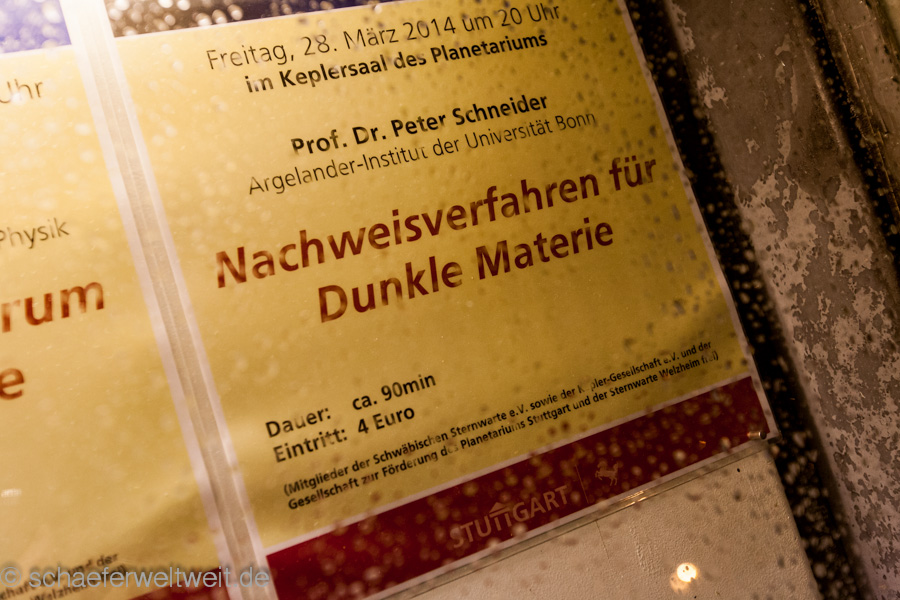 Uhr
Physik
rum
e
Freitag, 28. März 2014 um 20 Uhr
im Keplersaal des Planetariums
Prof. Dr. Peter Schneider
Argelander-Institut der Universität Bonn
Nachweisverfahren für
Dunkle Materie
Dauer: ca. 90min
Eintritt: 4 Euro
(Mitglieder der Schwäbischen Sternwarte e.V. sowie der Kepler-Gesellschaft e.V. und der
Gesellschaft zur Förderung des Planetariums Stuttgart und der Sternwarte Welzheim frei)
STUTTGART
© schaeferweltweit.de